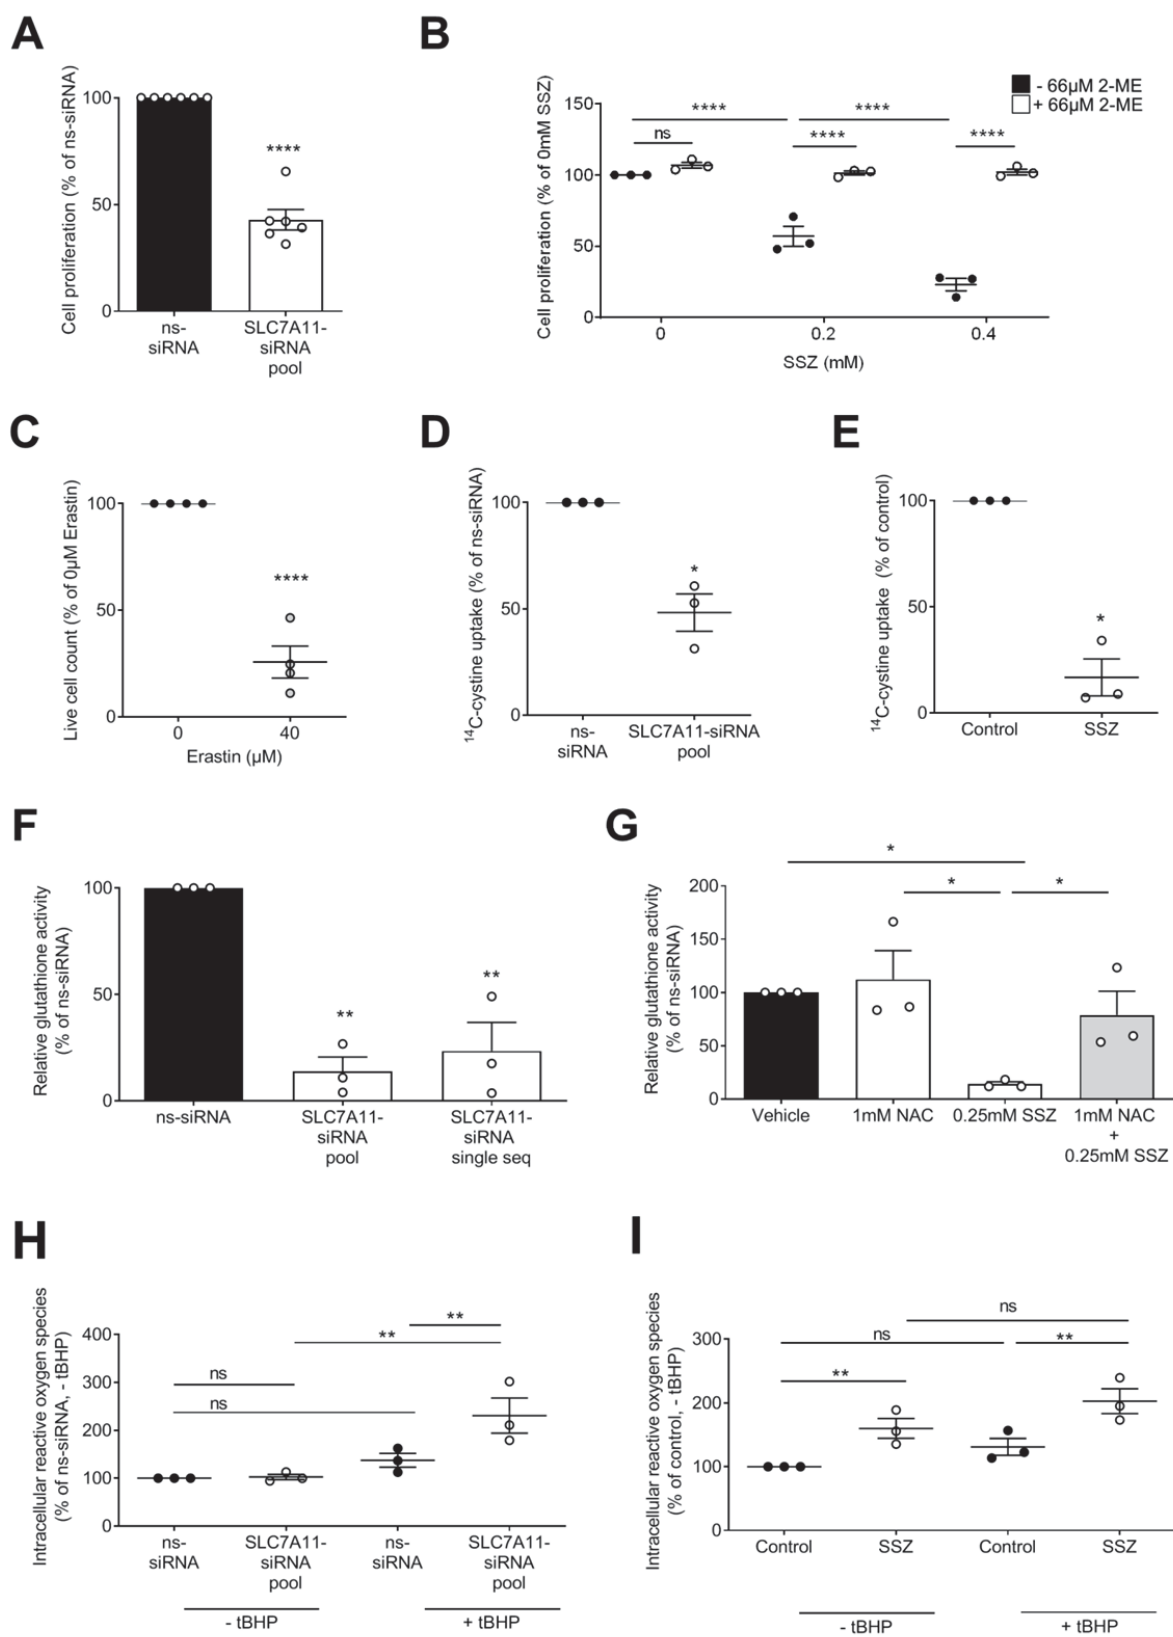 A
Cell proliferation (% of ns-siRNA)
100
50
0
****
ns-
siRNA
SLC7A11-
siRNA
pool
B
Cell proliferation (% of 0mM SSZ)
150
100
50
0
****
****
ns
****
****
- 66µM 2-ME
+ 66µM 2-ME
0
0.2
0.4
SSZ (mM)
C
Live cell count (% of 0µM Erastin)
100
50
0
****
0
40
Erastin (µM)
D
¹⁴C-cystine uptake (% of ns-siRNA)
100
50
0
*
ns-
siRNA
SLC7A11-siRNA
pool
E
¹⁴C-cystine uptake (% of control)
100
50
0
*
Control
SSZ
F
Relative glutathione activity
(% of ns-siRNA)
100
50
0
**
**
ns-siRNA
SLC7A11-
siRNA
pool
SLC7A11-
siRNA
single seq
G
Relative glutathione activity
(% of ns-siRNA)
200
150
100
50
0
*
*
*
Vehicle
1mM NAC
0.25mM SSZ
1mM NAC
+
0.25mM SSZ
H
Intracellular reactive oxygen species
(% of ns-siRNA, - tBHP)
400
300
200
100
0
**
**
ns
ns
ns-
siRNA
SLC7A11-
siRNA
pool
ns-
siRNA
SLC7A11-
siRNA
pool
- tBHP
+ tBHP
I
Intracellular reactive oxygen species
(% of control, - tBHP)
300
200
100
0
ns
ns
**
**
Control
SSZ
Control
SSZ
- tBHP
+ tBHP